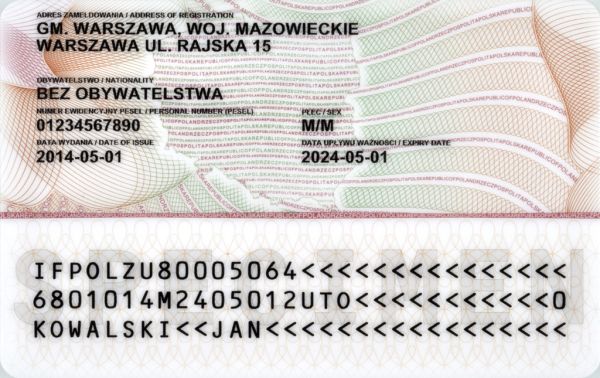 ADRES ZAMELDOWANIA / ADDRESS OF REGISTRATION
GM. WARSZAWA, WOJ. MAZOWIECKIE
WARSZAWA UL. RAJSKA 15
OBYWATELSTWO / NATIONALITY
BEZ OBYWATELSTWA
NUMER EWIDENCYJNY PESEL / PERSONAL NUMBER (PESEL) PŁEĆ / SEX
01234567890 M/M
DATA WYDANIA / DATE OF ISSUE DATA UPŁYWU WAŻNOŚCI / EXPIRY DATE
2014-05-01 2024-05-01
SPECIMEN
IFPOLZU80005064<<<<<<<<<<<<<<<
6801014M2405012UTO<<<<<<<<<<<0
KOWALSKI<<JAN<<<<<<<<<<<<<<<<<